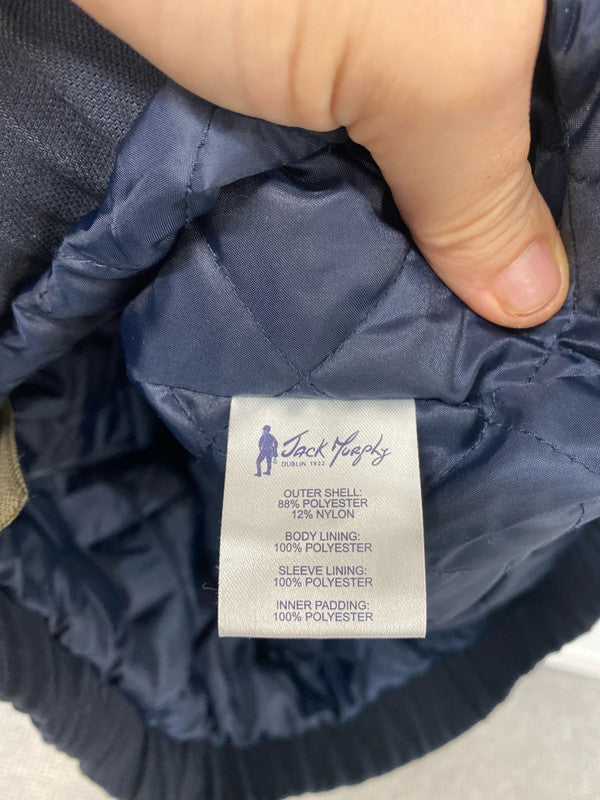 Jack Murphy
DUBLIN 1922
OUTER SHELL:
88% POLYESTER
12% NYLON
BODY LINING:
100% POLYESTER
SLEEVE LINING:
100% POLYESTER
INNER PADDING:
100% POLYESTER